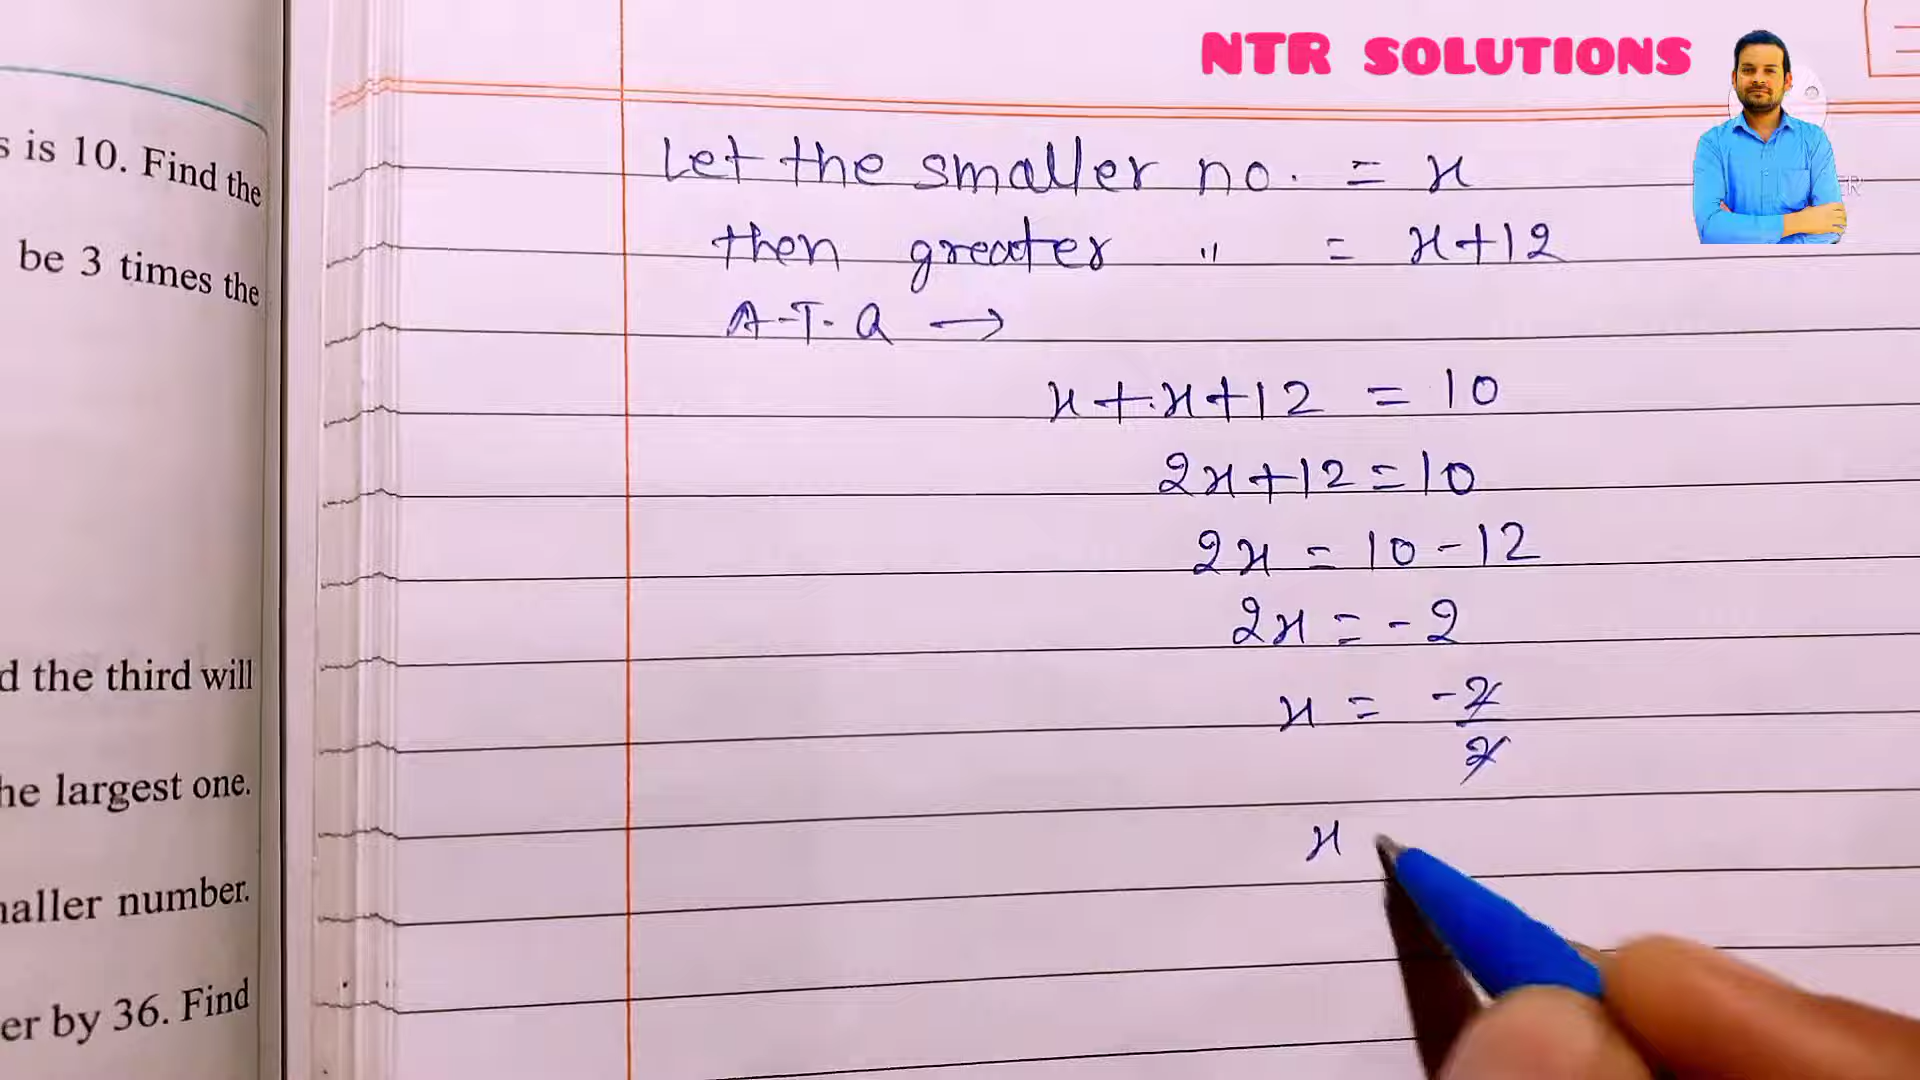 NTR SOLUTIONS
s is 10. Find the
be 3 times the
d the third will
he largest one.
maller number.
er by 36. Find
Let the smaller no. = x
then greater " = x+12
A.T.Q →
x+x+12 = 10
2x+12=10
2x = 10-12
2x = -2
x = -2/2
x